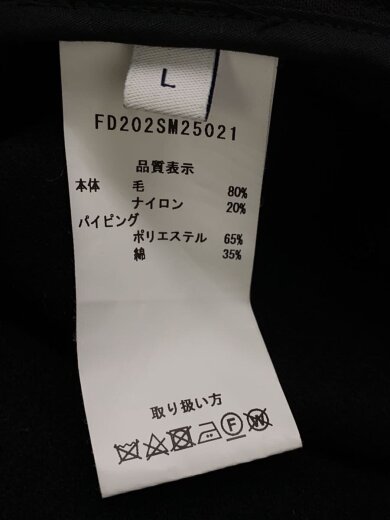 L
FD202SM25021
品質表示
本体 毛 80%
ナイロン 20%
パイピング
ポリエステル 65%
綿 35%
取り扱い方
F W